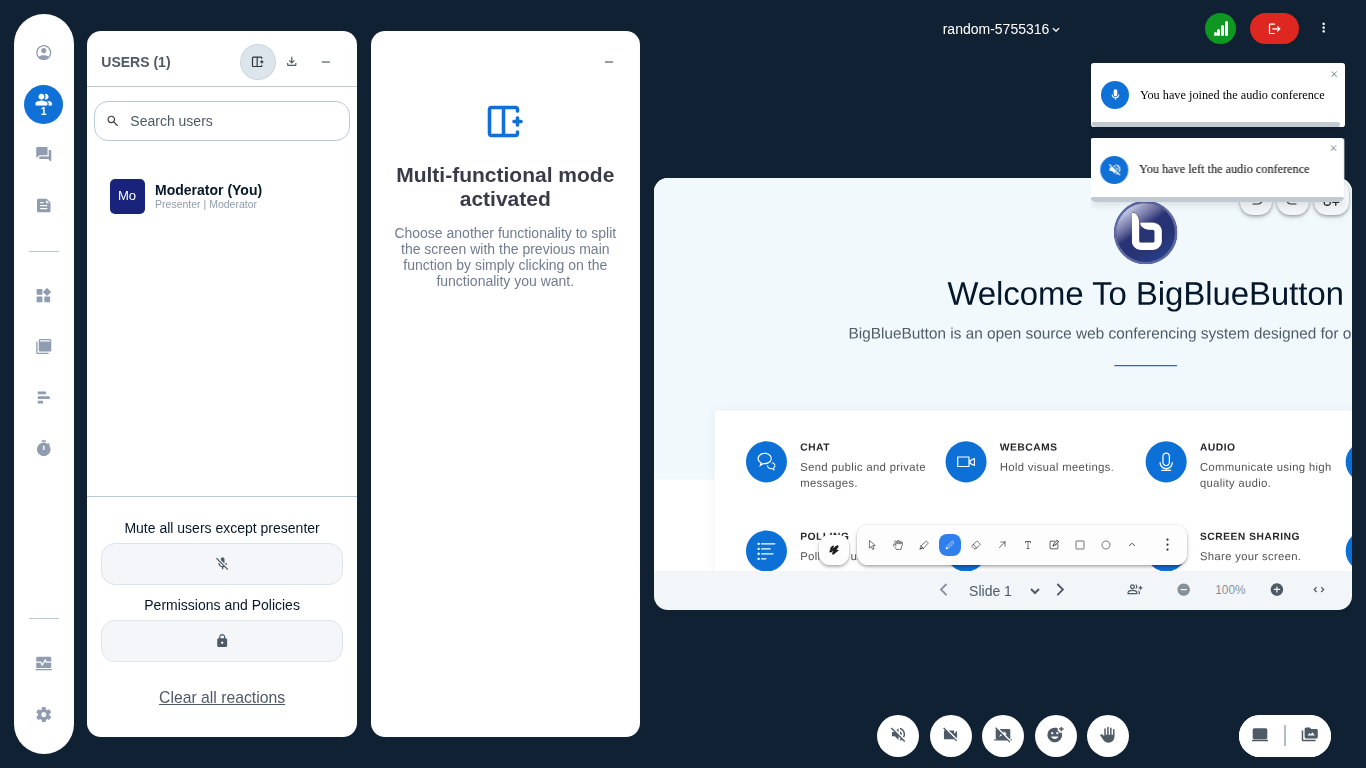 random-5755316
1
USERS (1)
Search users
Mo
Moderator (You)
Presenter | Moderator
Mute all users except presenter
Permissions and Policies
Clear all reactions
Multi-functional mode
activated
Choose another functionality to split
the screen with the previous main
function by simply clicking on the
functionality you want.
You have joined the audio conference
You have left the audio conference
Welcome To BigBlueButton
BigBlueButton is an open source web conferencing system designed for o
CHAT
Send public and private
messages.
WEBCAMS
Hold visual meetings.
AUDIO
Communicate using high
quality audio.
POLLING
SCREEN SHARING
Share your screen.
Slide 1
100%